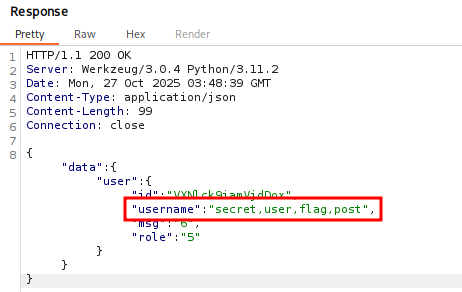 Response
Pretty Raw Hex Render
1 HTTP/1.1 200 OK
2 Server: Werkzeug/3.0.4 Python/3.11.2
3 Date: Mon, 27 Oct 2025 03:48:39 GMT
4 Content-Type: application/json
5 Content-Length: 99
6 Connection: close
7
8 {
"data":{
"user":{
"id":"VXNlck9iamVjdDox",
"username":"secret,user,flag,post",
"msg":"6",
"role":"5"
}
}
}